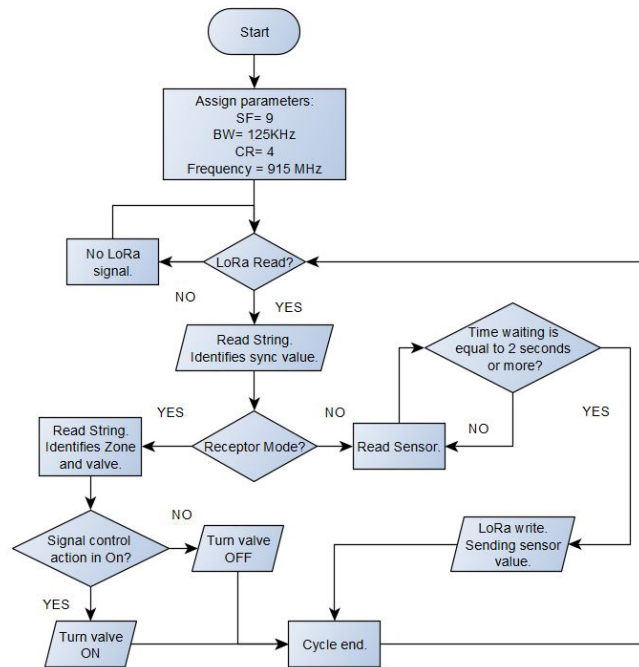 Start
Assign parameters:
SF= 9
BW= 125KHz
CR= 4
Frequency = 915 MHz
No LoRa
signal.
LoRa Read?
NO
YES
Read String.
Identifies sync value.
Time waiting is
equal to 2 seconds
or more?
YES
NO
YES
NO
Read String.
Identifies Zone
and valve.
Receptor Mode?
Read Sensor.
Signal control
action in On?
NO
Turn valve
OFF
LoRa write.
Sending sensor
value.
YES
Turn valve
ON
Cycle end.